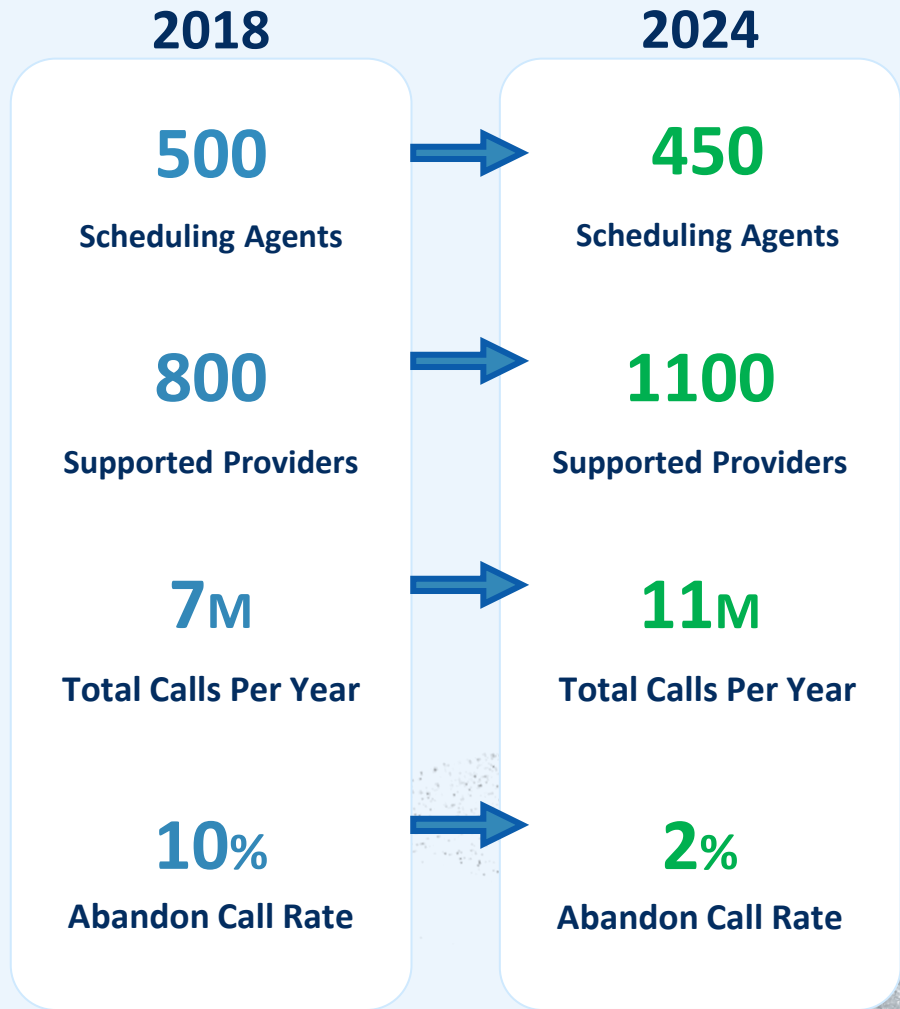 2018
500
Scheduling Agents
800
Supported Providers
7M
Total Calls Per Year
10%
Abandon Call Rate
2024
450
Scheduling Agents
1100
Supported Providers
11M
Total Calls Per Year
2%
Abandon Call Rate